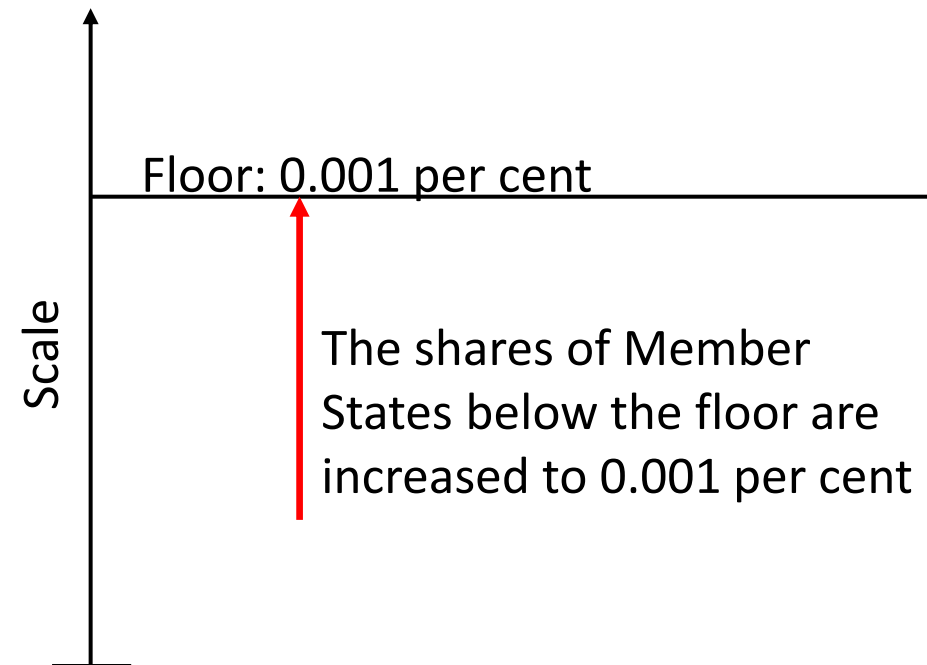 Floor: 0.001 per cent
Scale
The shares of Member
States below the floor are
increased to 0.001 per cent